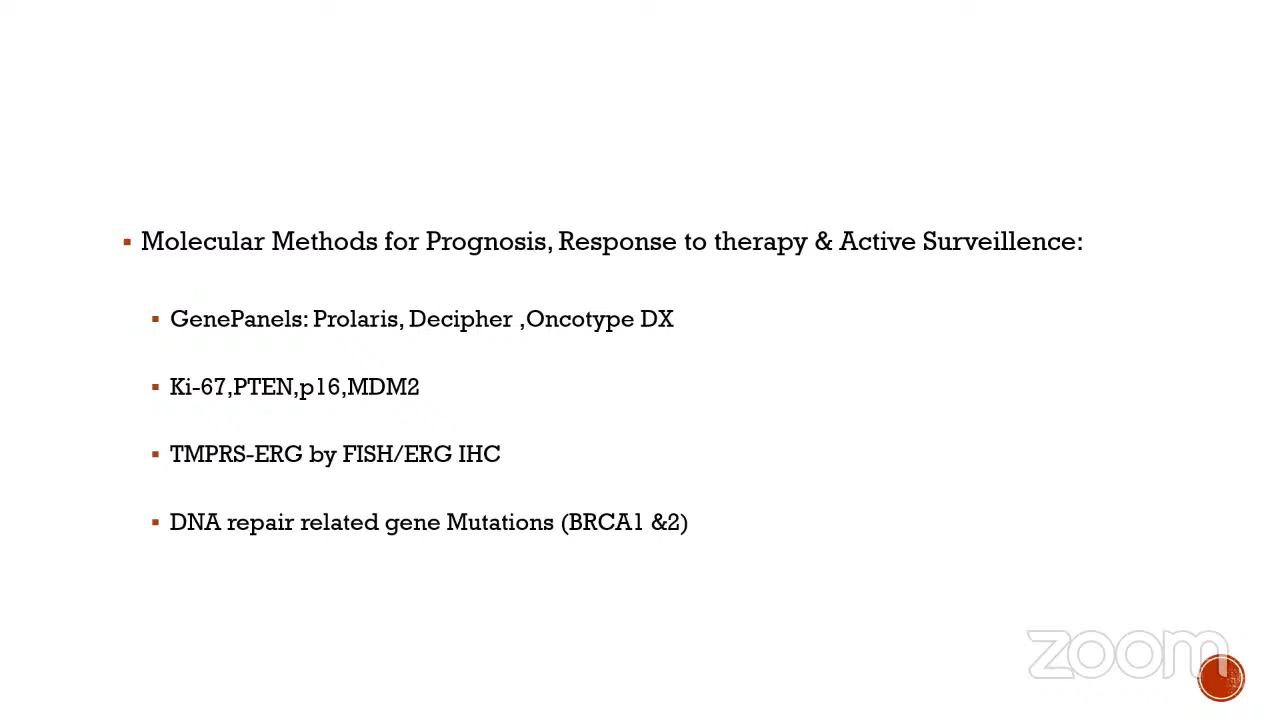 Molecular Methods for Prognosis, Response to therapy & Active Surveillence:
GenePanels: Prolaris, Decipher ,Oncotype DX
Ki-67,PTEN,p16,MDM2
TMPRS-ERG by FISH/ERG IHC
DNA repair related gene Mutations (BRCA1 &2)
zoom